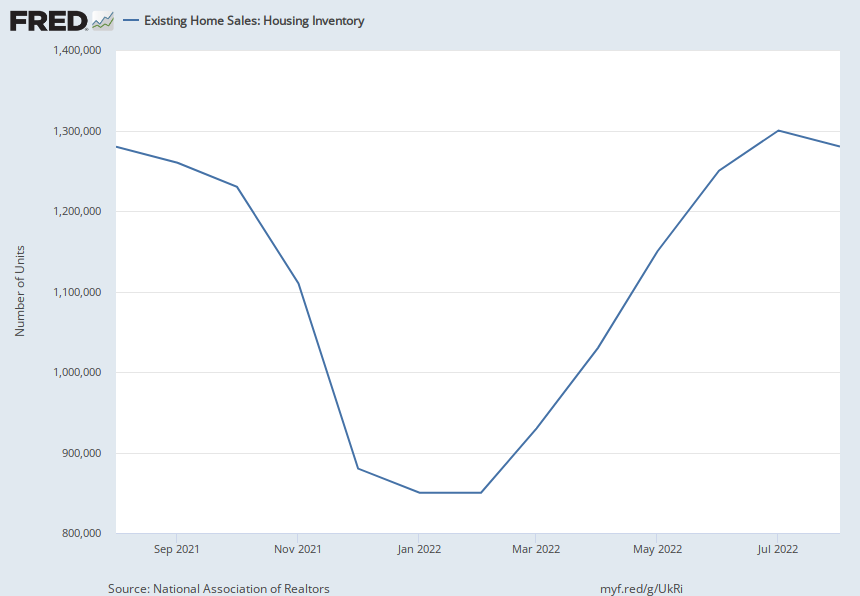 FRED
Existing Home Sales: Housing Inventory
1,400,000
1,300,000
1,200,000
1,100,000
1,000,000
900,000
800,000
Number of Units
Sep 2021
Nov 2021
Jan 2022
Mar 2022
May 2022
Jul 2022
Source: National Association of Realtors
myf.red/g/UkRi